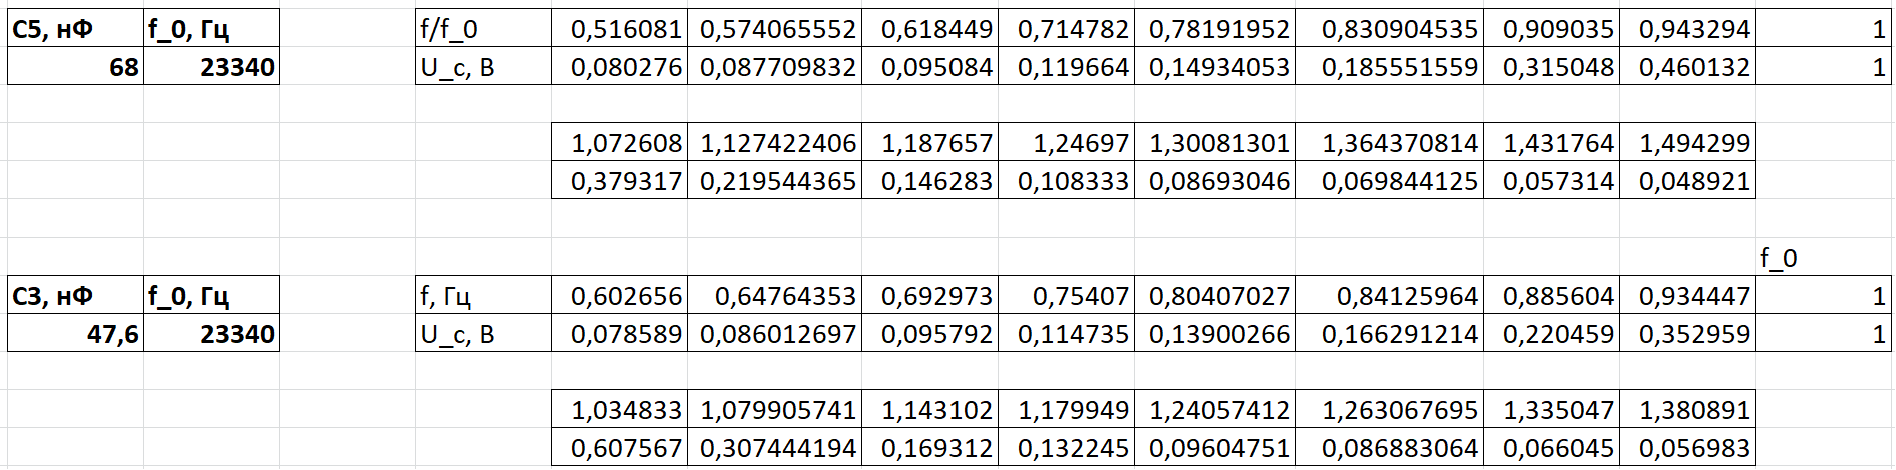 C5, нФ f_0, Гц f/f_0 0,516081 0,574065552 0,618449 0,714782 0,78191952 0,830904535 0,909035 0,943294 1
68 23340 U_c, В 0,080276 0,087709832 0,095084 0,119664 0,14934053 0,185551559 0,315048 0,460132 1
1,072608 1,127422406 1,187657 1,24697 1,30081301 1,364370814 1,431764 1,494299
0,379317 0,219544365 0,146283 0,108333 0,08693046 0,069844125 0,057314 0,048921
f_0
C3, нФ f_0, Гц f, Гц 0,602656 0,64764353 0,692973 0,75407 0,80407027 0,84125964 0,885604 0,934447 1
47,6 23340 U_c, В 0,078589 0,086012697 0,095792 0,114735 0,13900266 0,166291214 0,220459 0,352959 1
1,034833 1,079905741 1,143102 1,179949 1,24057412 1,263067695 1,335047 1,380891
0,607567 0,307444194 0,169312 0,132245 0,09604751 0,086883064 0,066045 0,056983